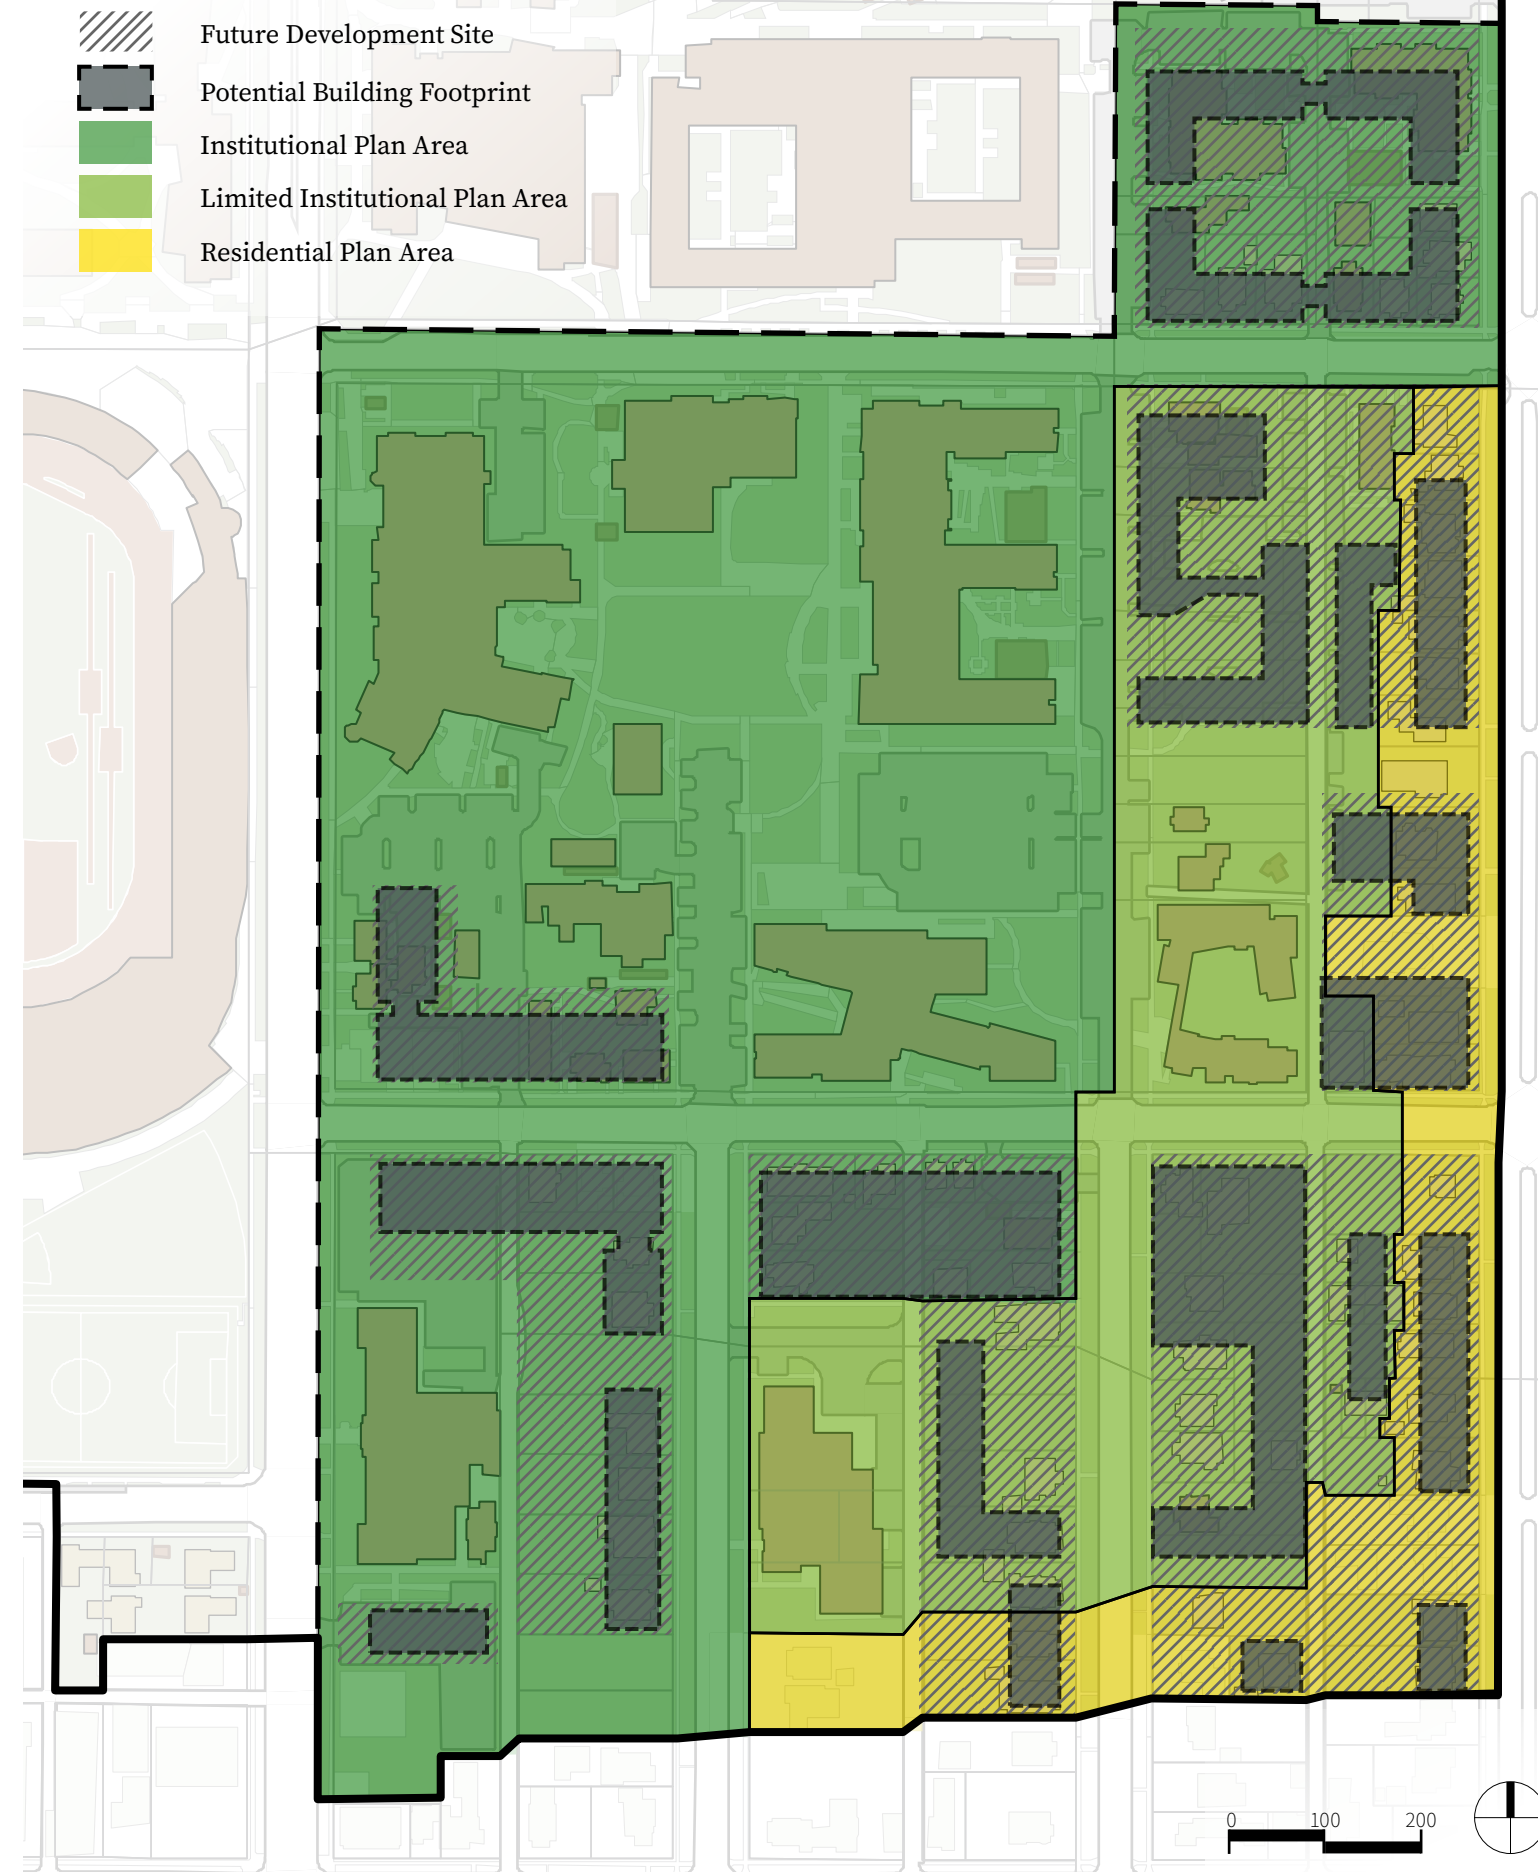 Future Development Site
Potential Building Footprint
Institutional Plan Area
Limited Institutional Plan Area
Residential Plan Area
0 100 200